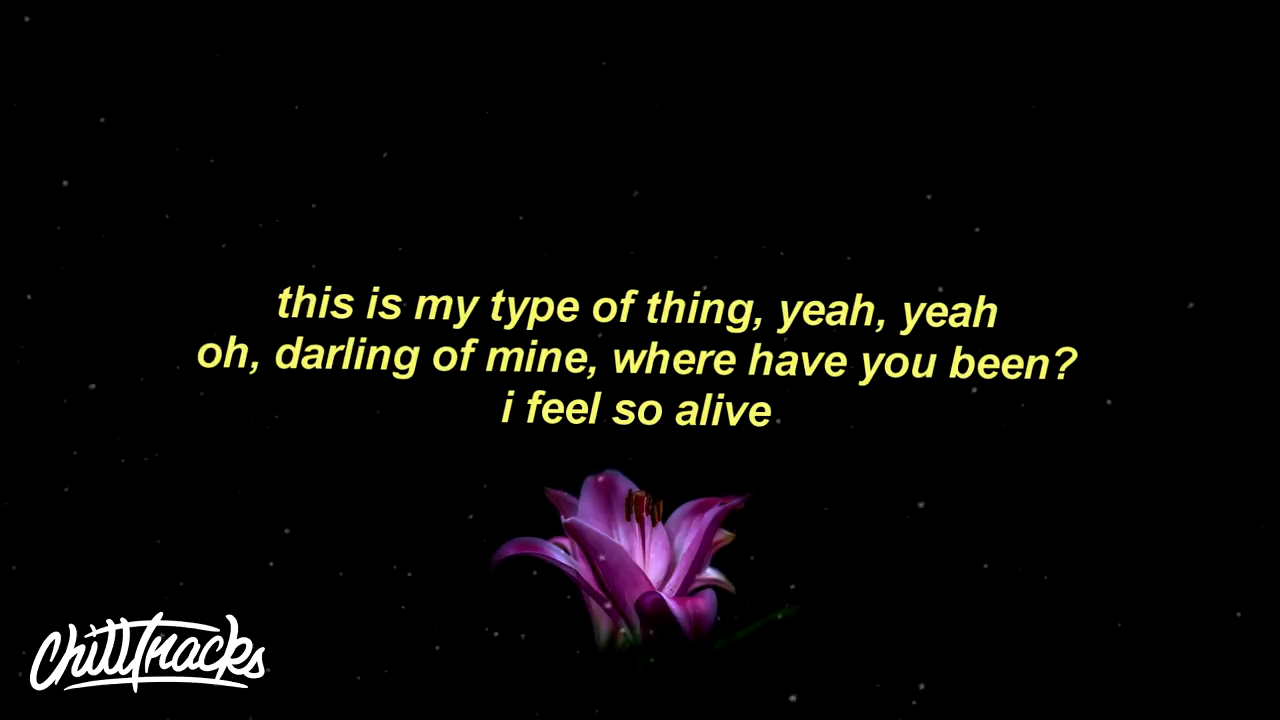 this is my type of thing, yeah, yeah
oh, darling of mine, where have you been?
i feel so alive
ChillTracks